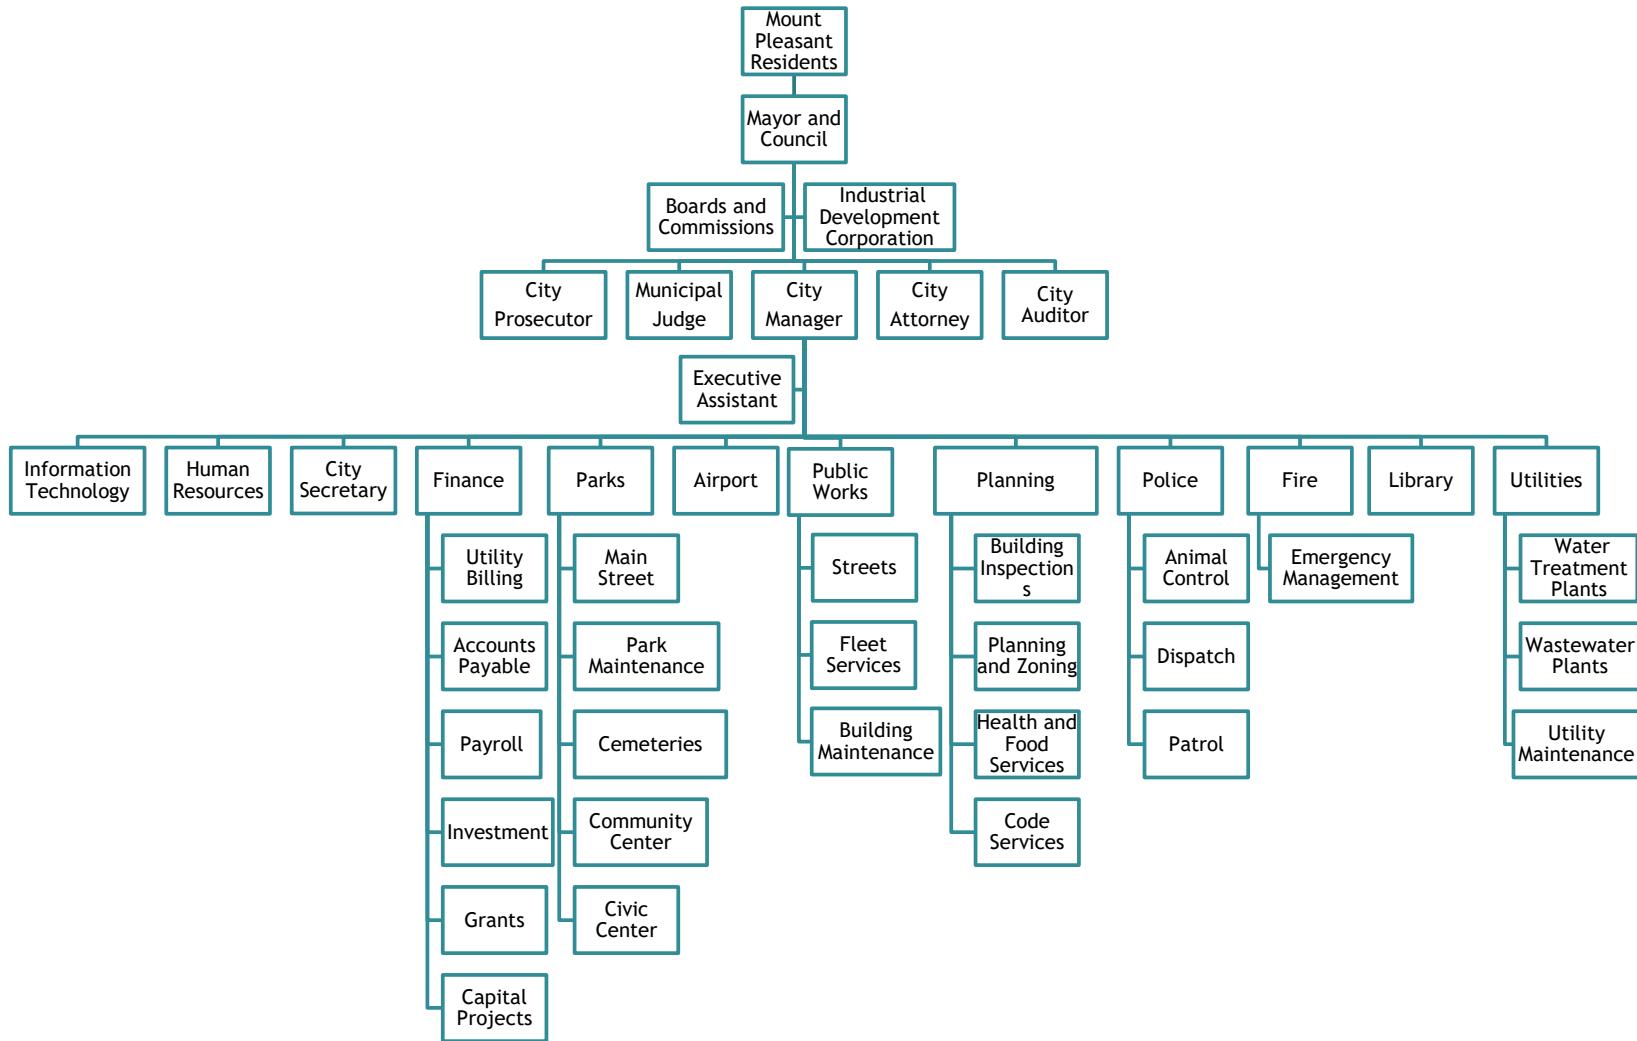 Mount
Pleasant
Residents
Mayor and
Council
Boards and
Commissions
Industrial
Development
Corporation
City
Prosecutor
Municipal
Judge
City
Manager
City
Attorney
City
Auditor
Executive
Assistant
Information
Technology
Human
Resources
City
Secretary
Finance
Parks
Airport
Public
Works
Planning
Police
Fire
Library
Utilities
Utility
Billing
Accounts
Payable
Payroll
Investment
Grants
Capital
Projects
Main
Street
Park
Maintenance
Cemeteries
Community
Center
Civic
Center
Streets
Fleet
Services
Building
Maintenance
Building
Inspection
s
Planning
and Zoning
Health and
Food
Services
Code
Services
Animal
Control
Dispatch
Patrol
Emergency
Management
Water
Treatment
Plants
Wastewater
Plants
Utility
Maintenance